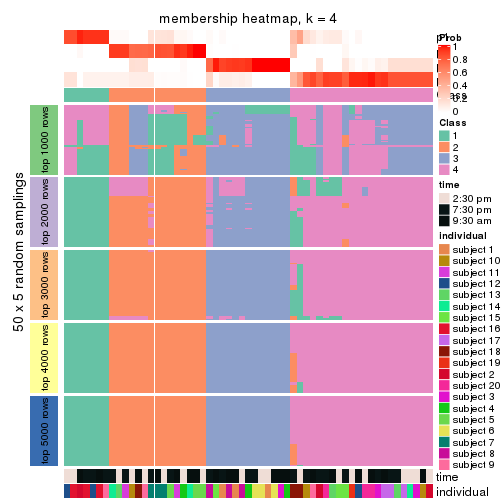 membership heatmap, k = 4
Prob
1
0.8
0.6
0.4
0.2
0
Class
1
2
3
4
time
2:30 pm
7:30 pm
9:30 am
individual
subject 1
subject 10
subject 11
subject 12
subject 13
subject 14
subject 15
subject 16
subject 17
subject 18
subject 19
subject 2
subject 20
subject 3
subject 4
subject 5
subject 6
subject 7
subject 8
subject 9
50 x 5 random samplings
top 1000 rows
top 2000 rows
top 3000 rows
top 4000 rows
top 5000 rows
time
individual